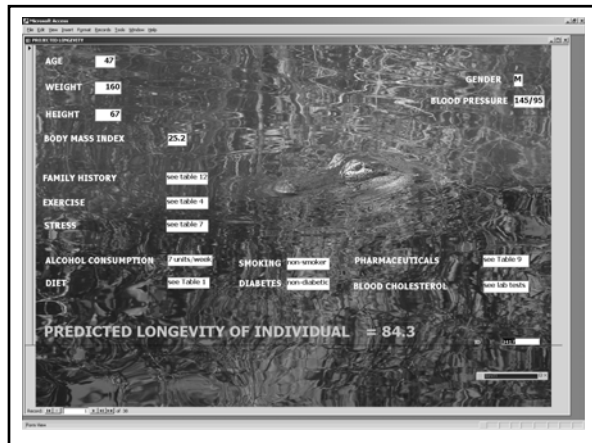 Microsoft Access
File Edit View Insert Format Records Tools Window Help
PREDICTED LONGEVITY
AGE 47
GENDER M
WEIGHT 160
BLOOD PRESSURE 145/95
HEIGHT 67
BODY MASS INDEX 25.2
FAMILY HISTORY see table 12
EXERCISE see table 4
STRESS see table 7
ALCOHOL CONSUMPTION 7 units/week SMOKING non-smoker PHARMACEUTICALS see Table 9
DIET see Table 1 DIABETES non-diabetic BLOOD CHOLESTEROL see lab tests
PREDICTED LONGEVITY OF INDIVIDUAL = 84.3
Record: 1 of 30
Form View